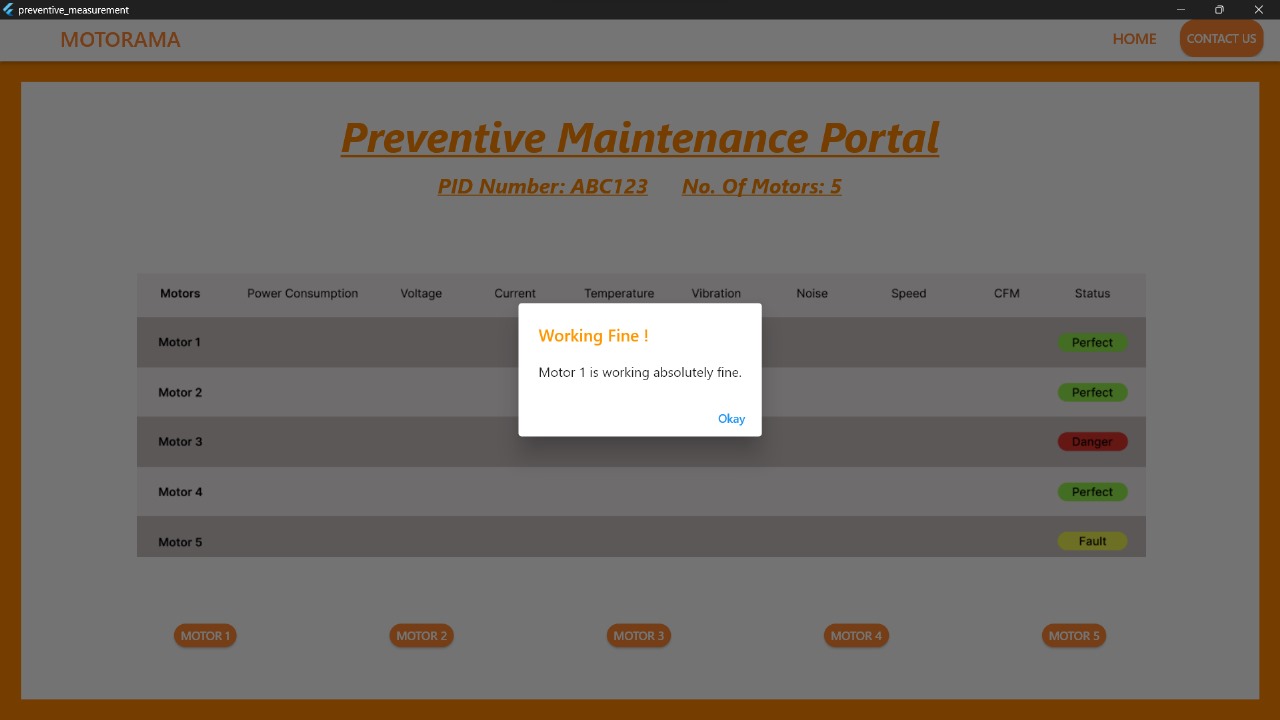 preventive_measurement
MOTORAMA HOME CONTACT US
Preventive Maintenance Portal
PID Number: ABC123 No. Of Motors: 5
Motors Power Consumption Voltage Current Temperature Vibration Noise Speed CFM Status
Motor 1 Perfect
Motor 2 Perfect
Motor 3 Danger
Motor 4 Perfect
Motor 5 Fault
Working Fine !
Motor 1 is working absolutely fine.
Okay
MOTOR 1 MOTOR 2 MOTOR 3 MOTOR 4 MOTOR 5